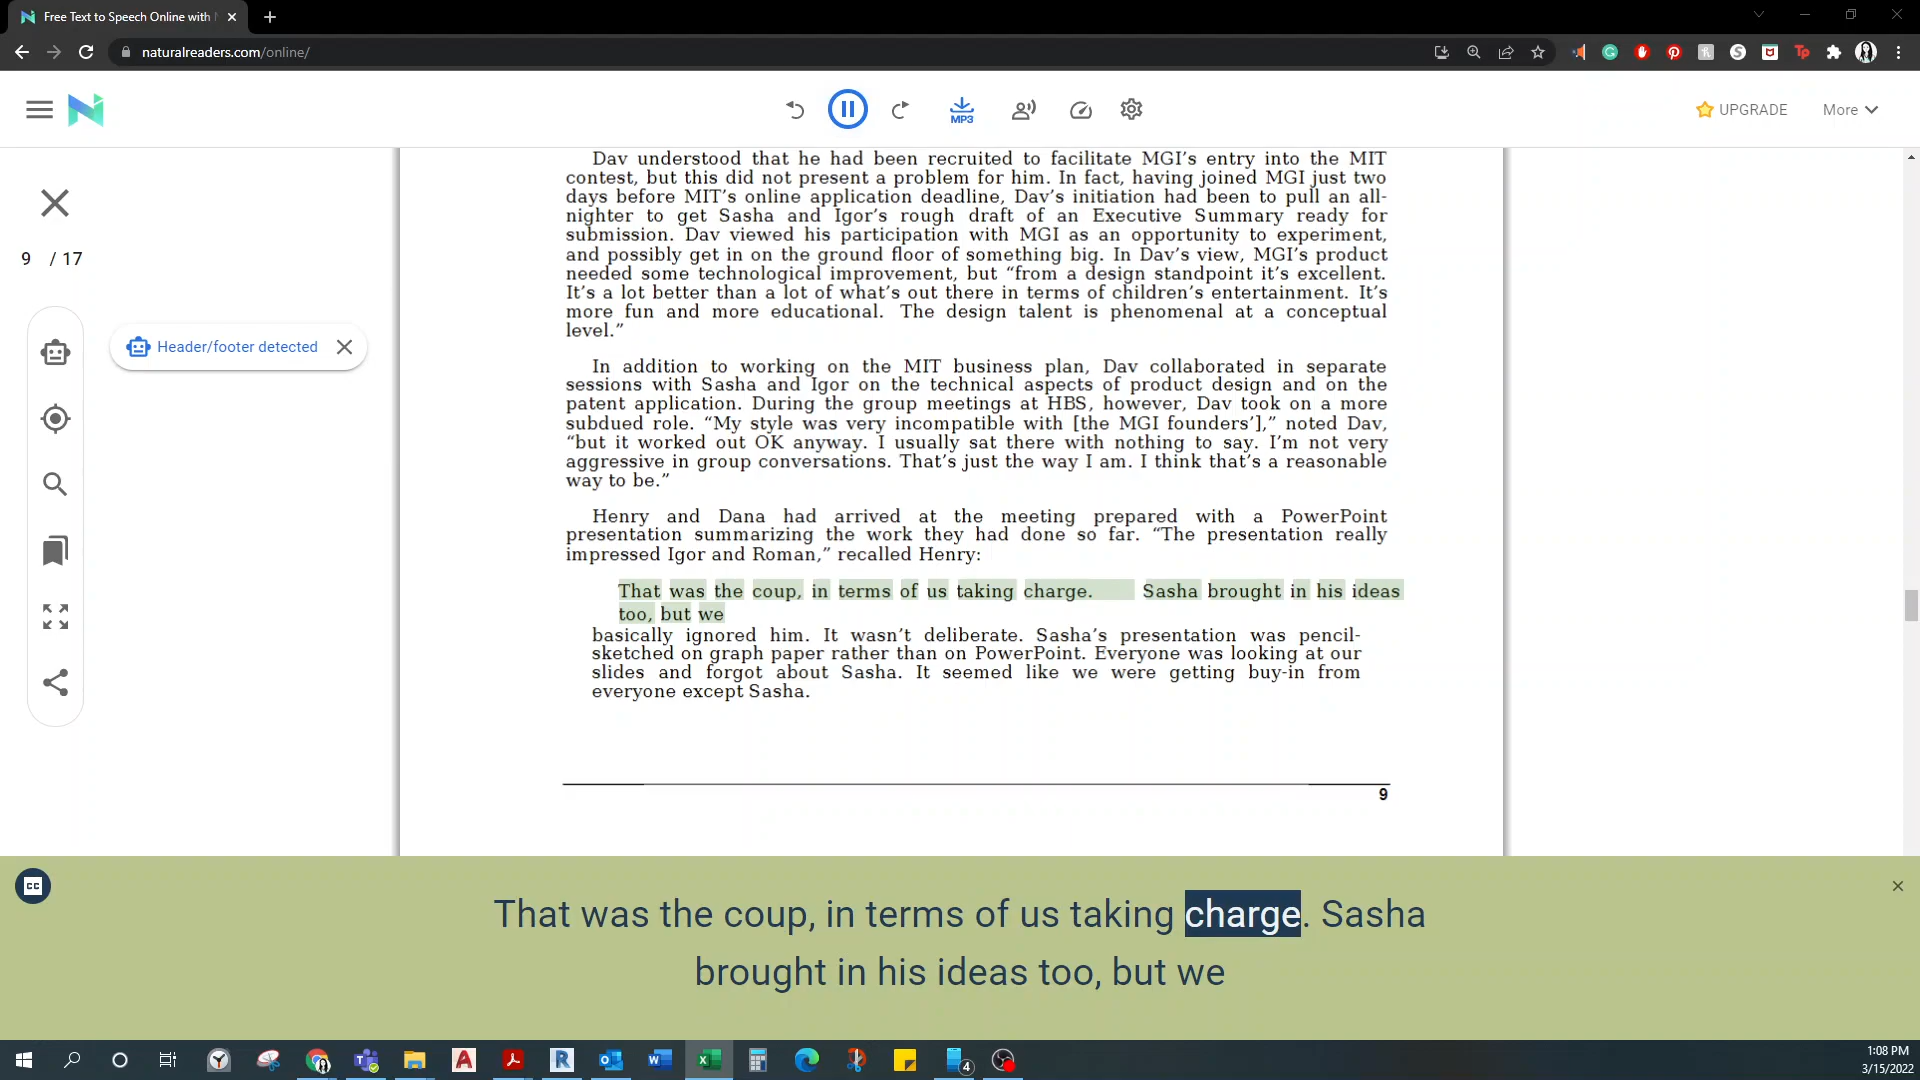 Free Text to Speech Online with
naturalreaders.com/online/
MP3
UPGRADE
More
9 / 17
Header/footer detected
Dav understood that he had been recruited to facilitate MGI’s entry into the MIT
contest, but this did not present a problem for him. In fact, having joined MGI just two
days before MIT’s online application deadline, Dav’s initiation had been to pull an all-
nighter to get Sasha and Igor’s rough draft of an Executive Summary ready for
submission. Dav viewed his participation with MGI as an opportunity to experiment,
and possibly get in on the ground floor of something big. In Dav’s view, MGI’s product
needed some technological improvement, but “from a design standpoint it’s excellent.
It’s a lot better than a lot of what’s out there in terms of children’s entertainment. It’s
more fun and more educational. The design talent is phenomenal at a conceptual
level.”
In addition to working on the MIT business plan, Dav collaborated in separate
sessions with Sasha and Igor on the technical aspects of product design and on the
patent application. During the group meetings at HBS, however, Dav took on a more
subdued role. “My style was very incompatible with [the MGI founders’],” noted Dav,
“but it worked out OK anyway. I usually sat there with nothing to say. I’m not very
aggressive in group conversations. That’s just the way I am. I think that’s a reasonable
way to be.”
Henry and Dana had arrived at the meeting prepared with a PowerPoint
presentation summarizing the work they had done so far. “The presentation really
impressed Igor and Roman,” recalled Henry:
That was the coup, in terms of us taking charge. Sasha brought in his ideas
too, but we
basically ignored him. It wasn’t deliberate. Sasha’s presentation was pencil-
sketched on graph paper rather than on PowerPoint. Everyone was looking at our
slides and forgot about Sasha. It seemed like we were getting buy-in from
everyone except Sasha.
9
CC
That was the coup, in terms of us taking charge. Sasha
brought in his ideas too, but we
4
1:08 PM
3/15/2022